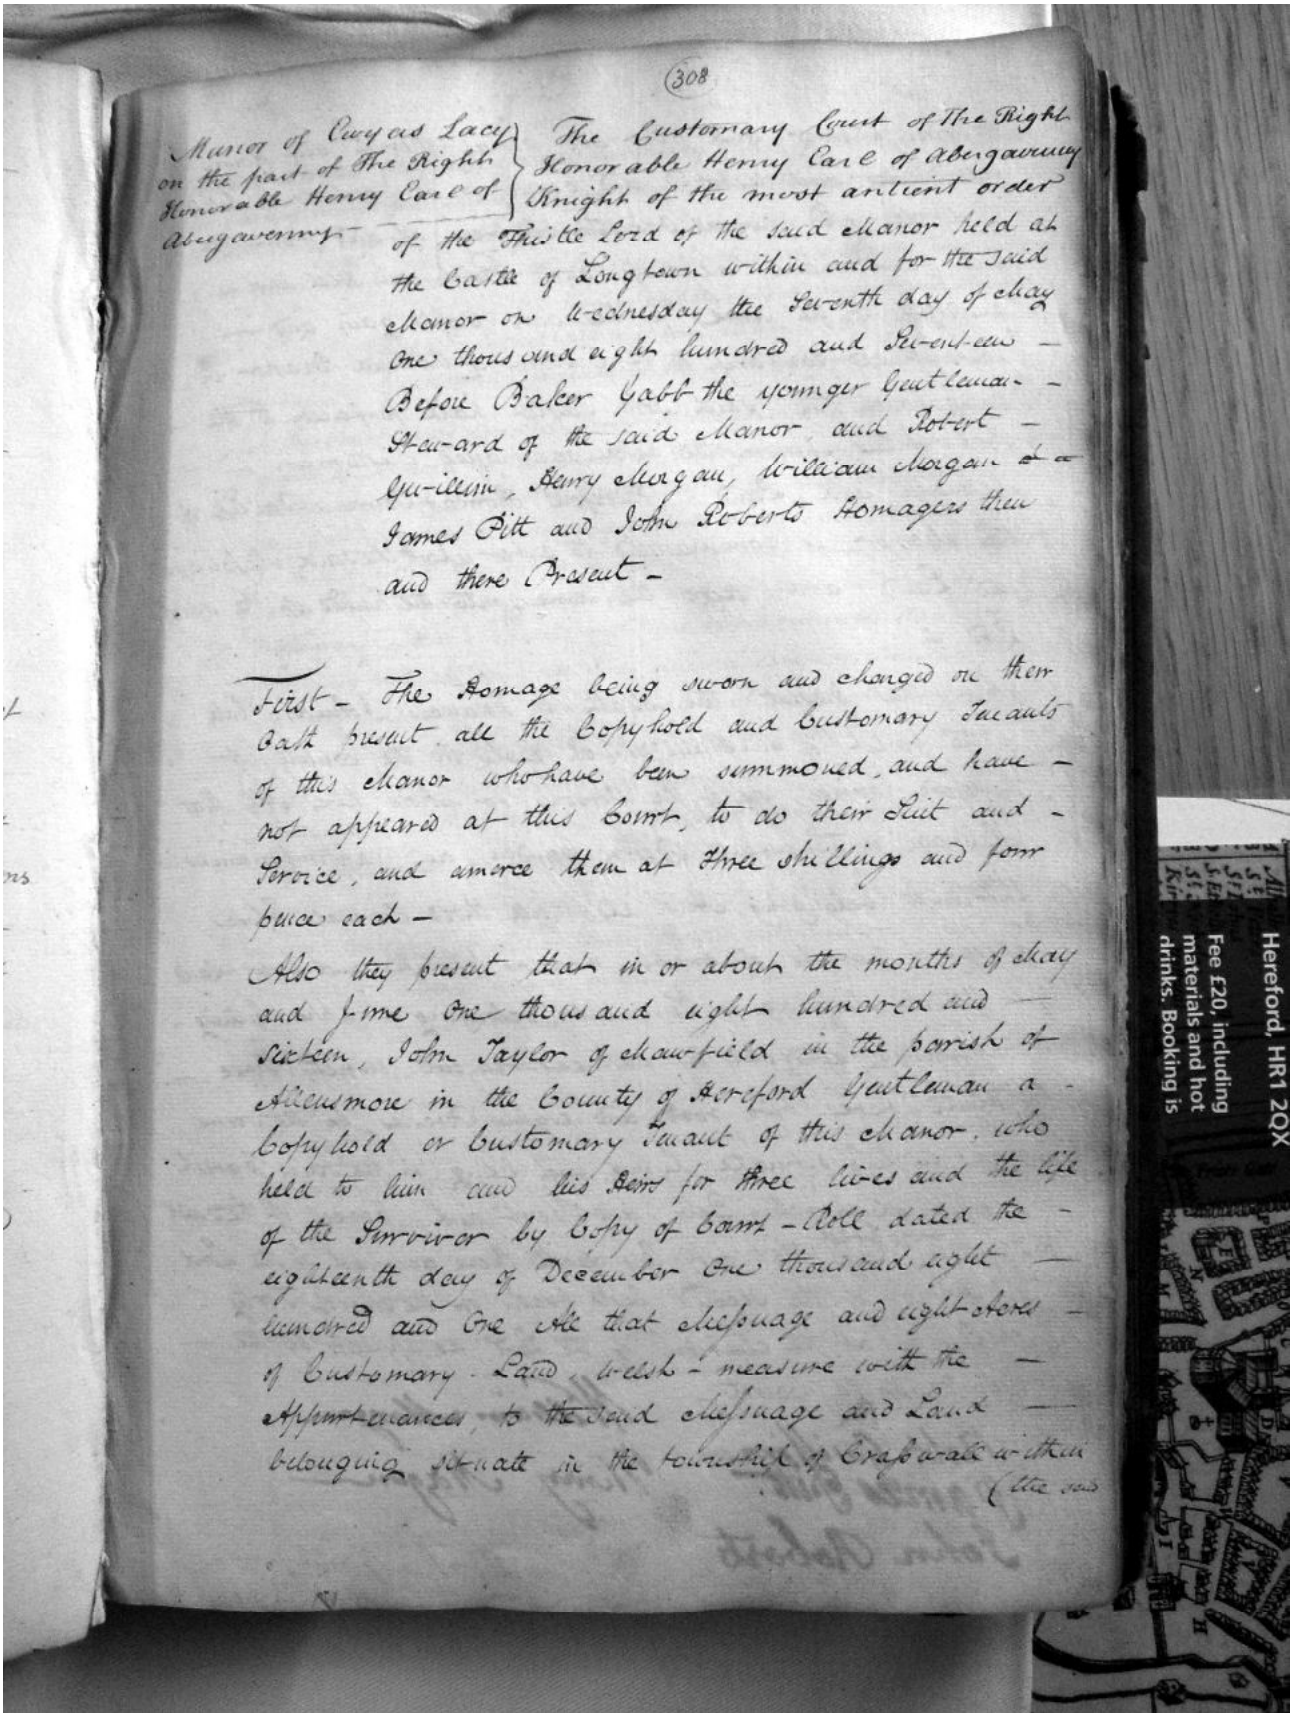 308
Manor of Ewyas Lacy
on the part of The Right
Honorable Henry Earl of
Abergavenny
The Customary Court of The Right
Honorable Henry Earl of Abergavenny
Knight of the most antient order
of the Thistle Lord of the said Manor held at
the Castle of Longtown within and for the said
Manor on Wednesday the Seventh day of May
One thousand eight hundred and Seventeen –
Before Baker Gabb the younger Gentleman –
Steward of the said Manor, and Robert –
Gwillim, Henry Morgan, William Morgan
James Pitt and John Roberts Homagers then
and there Present –
First – The Homage being sworn and charged on their
Oath present all the Copyhold and Customary Tenants
of this Manor who have been summoned, and have –
not appeared at this Court, to do their Suit and –
Service, and amerce them at Three shillings and four
pence each –
Also they present that in or about the months of May
and June One thousand eight hundred and –
Sixteen, John Taylor of Mawfield in the parish of
Allensmore in the County of Hereford Gentleman a –
Copyhold or Customary Tenant of this Manor, who
held to him and his Heirs for three lives and the life
of the Survivor by Copy of Court-Roll dated the –
eighteenth day of December One thousand eight –
hundred and One All that Messuage and eight Acres –
of Customary Land, Welsh-measure with the –
Appurtenances, to the said Messuage and Land –
belonging situate in the township of Crasswall within
(the said
Hereford, HR1 2QX
Fee £20, including
materials and hot
drinks. Booking is